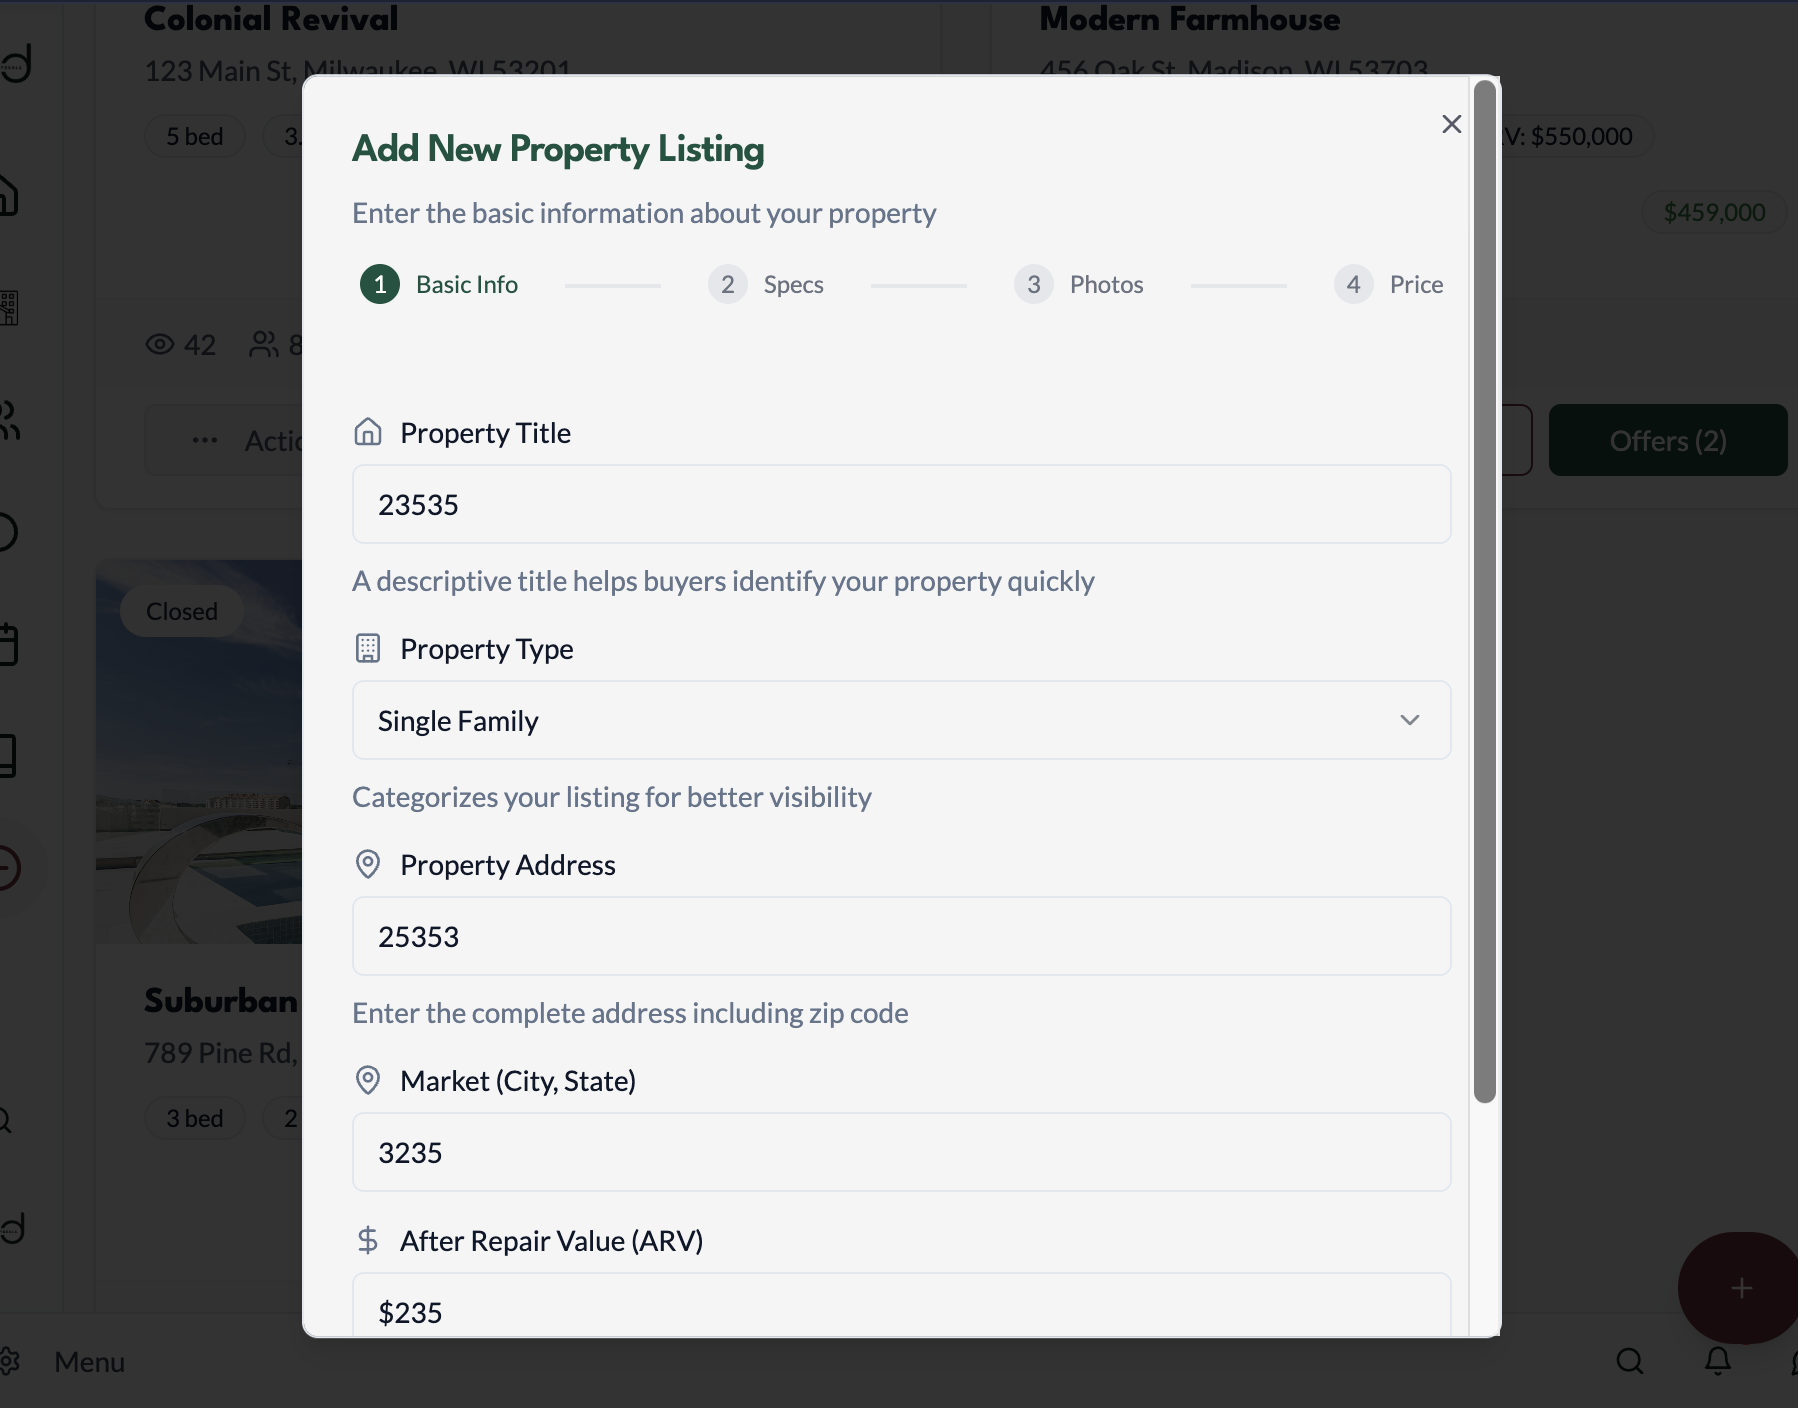 Colonial Revival
123 Main St, Milwaukee, WI 53201
5 bed
3.
42
8
Actio
Modern Farmhouse
456 Oak St, Madison, WI 53703
V: $550,000
$459,000
Offers (2)
Add New Property Listing
Enter the basic information about your property
1 Basic Info
2 Specs
3 Photos
4 Price
Property Title
23535
A descriptive title helps buyers identify your property quickly
Property Type
Single Family
Categorizes your listing for better visibility
Property Address
25353
Enter the complete address including zip code
Market (City, State)
3235
After Repair Value (ARV)
$235
Closed
Suburban
789 Pine Rd,
3 bed
2
Menu